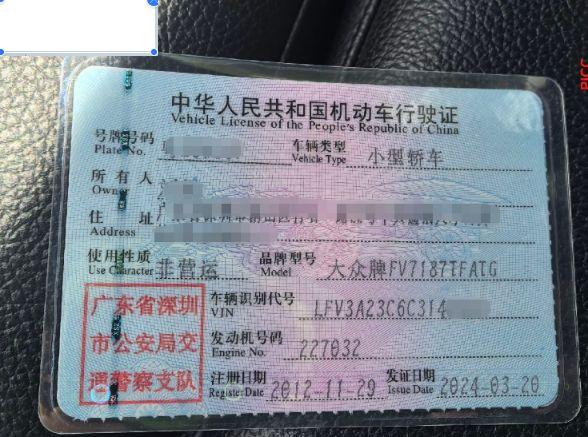 中华人民共和国机动车行驶证
Vehicle License of the People's Republic of China
号牌号码
Plate No.
车辆类型 小型轿车
Vehicle Type
所有人
Owner
住址
Address
使用性质 非营运
Use Character
品牌型号 大众牌FV7187TFATG
Model
广东省深圳
市公安局交
通警察支队
车辆识别代号 LFV3A23C6C314
VIN
发动机号码 227032
Engine No.
注册日期 2012-11-29
Register Date
发证日期 2024-03-20
Issue Date
PICC